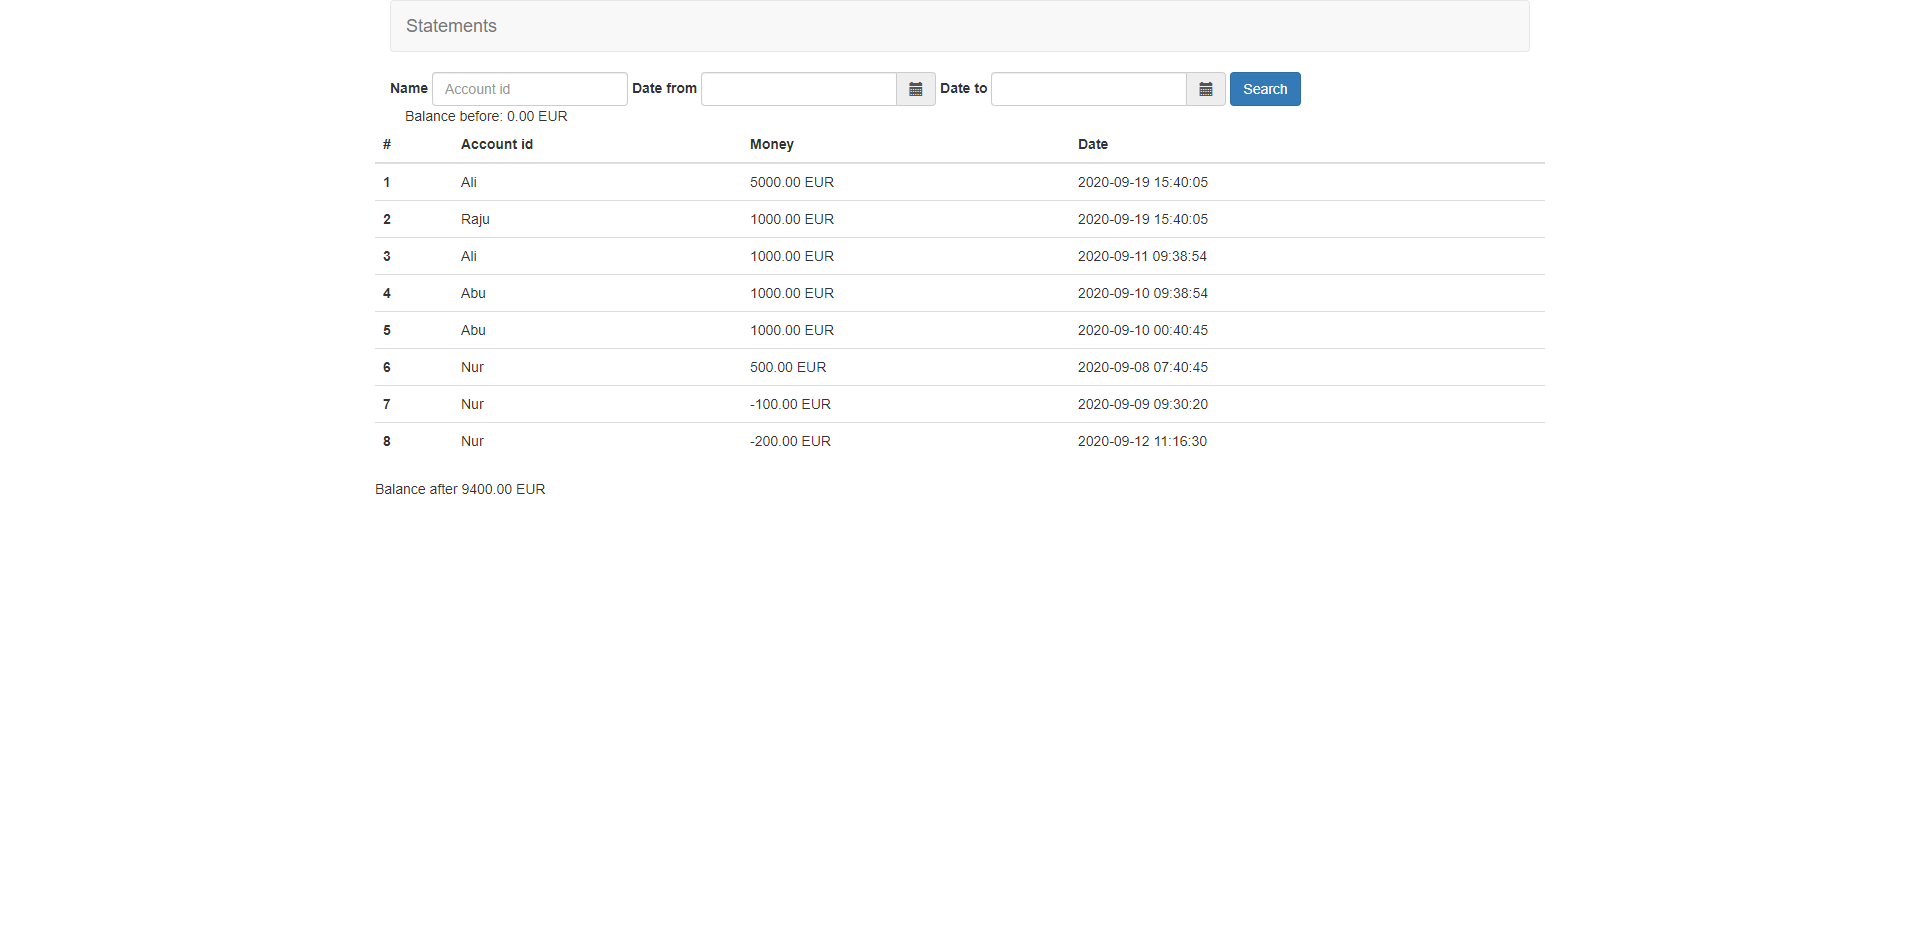 Statements
Name Account id Date from Date to Search
Balance before: 0.00 EUR
# Account id Money Date
1 Ali 5000.00 EUR 2020-09-19 15:40:05
2 Raju 1000.00 EUR 2020-09-19 15:40:05
3 Ali 1000.00 EUR 2020-09-11 09:38:54
4 Abu 1000.00 EUR 2020-09-10 09:38:54
5 Abu 1000.00 EUR 2020-09-10 00:40:45
6 Nur 500.00 EUR 2020-09-08 07:40:45
7 Nur -100.00 EUR 2020-09-09 09:30:20
8 Nur -200.00 EUR 2020-09-12 11:16:30
Balance after 9400.00 EUR